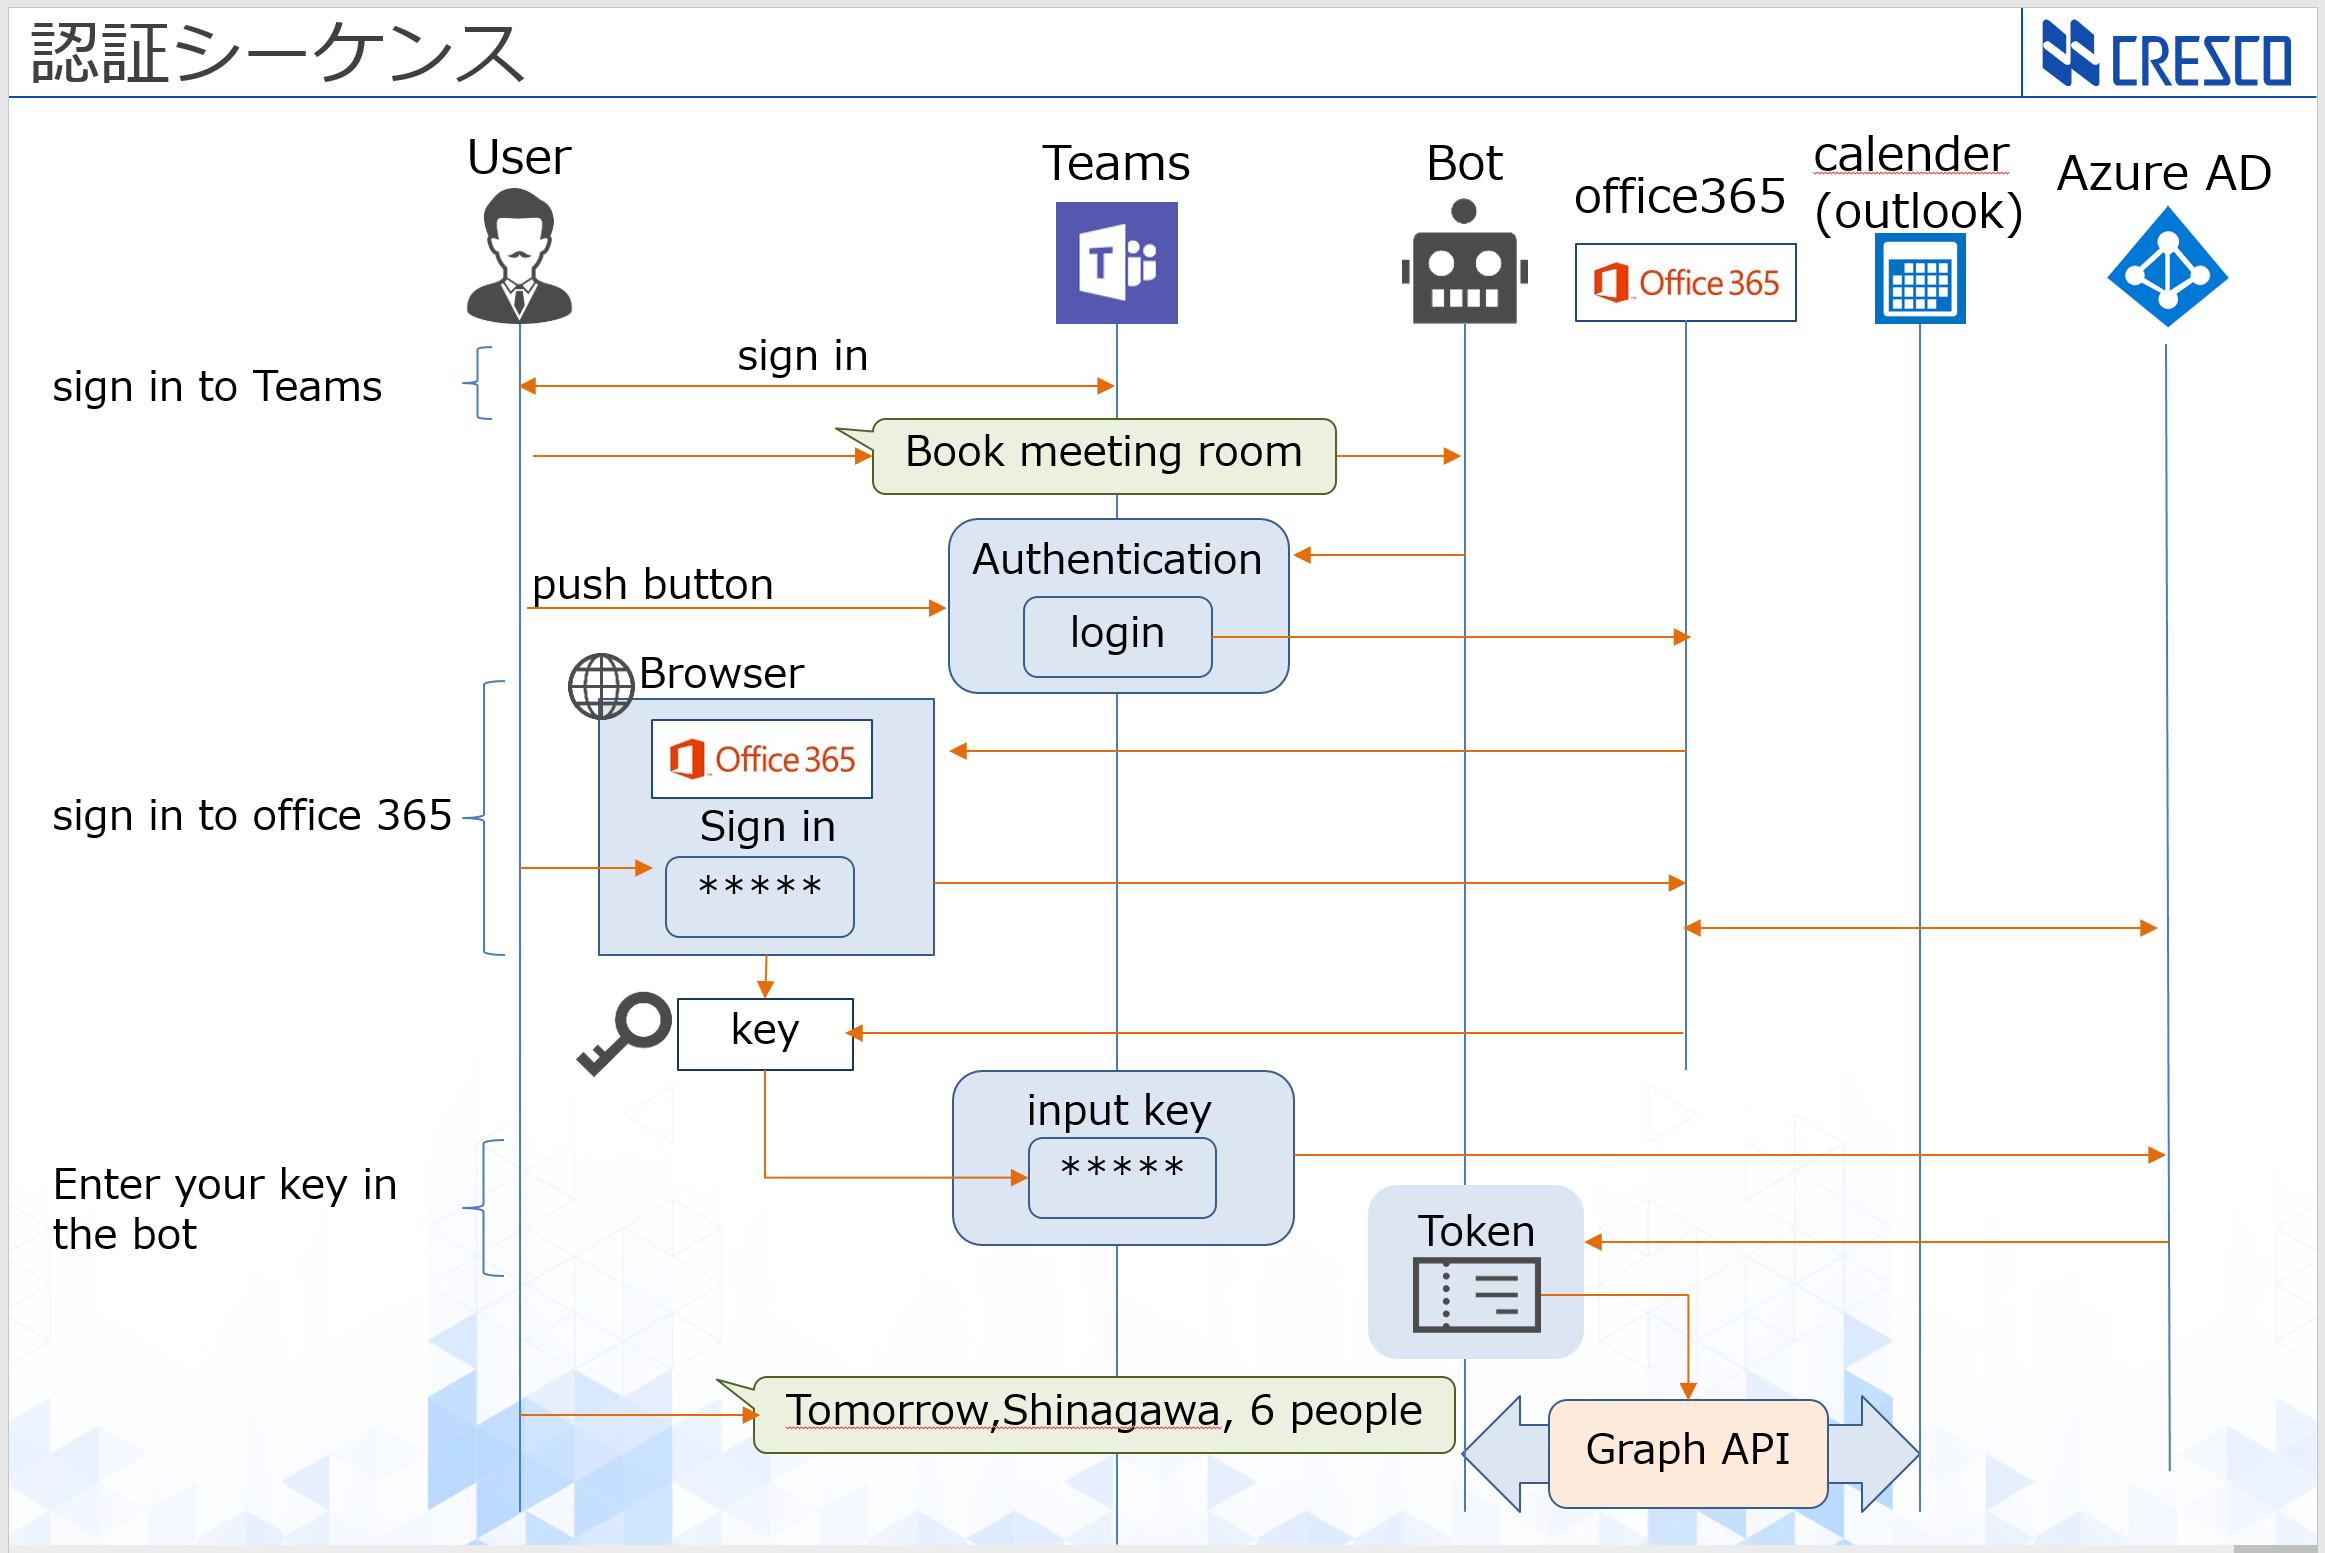 認証シーケンス
CRESCO
User
Teams
Bot
office365
calender
(outlook)
Azure AD
T
Office 365
sign in to Teams
sign in
Book meeting room
Authentication
push button
login
Browser
Office 365
Sign in
*****
sign in to office 365
key
input key
*****
Enter your key in
the bot
Token
Tomorrow,Shinagawa, 6 people
Graph API